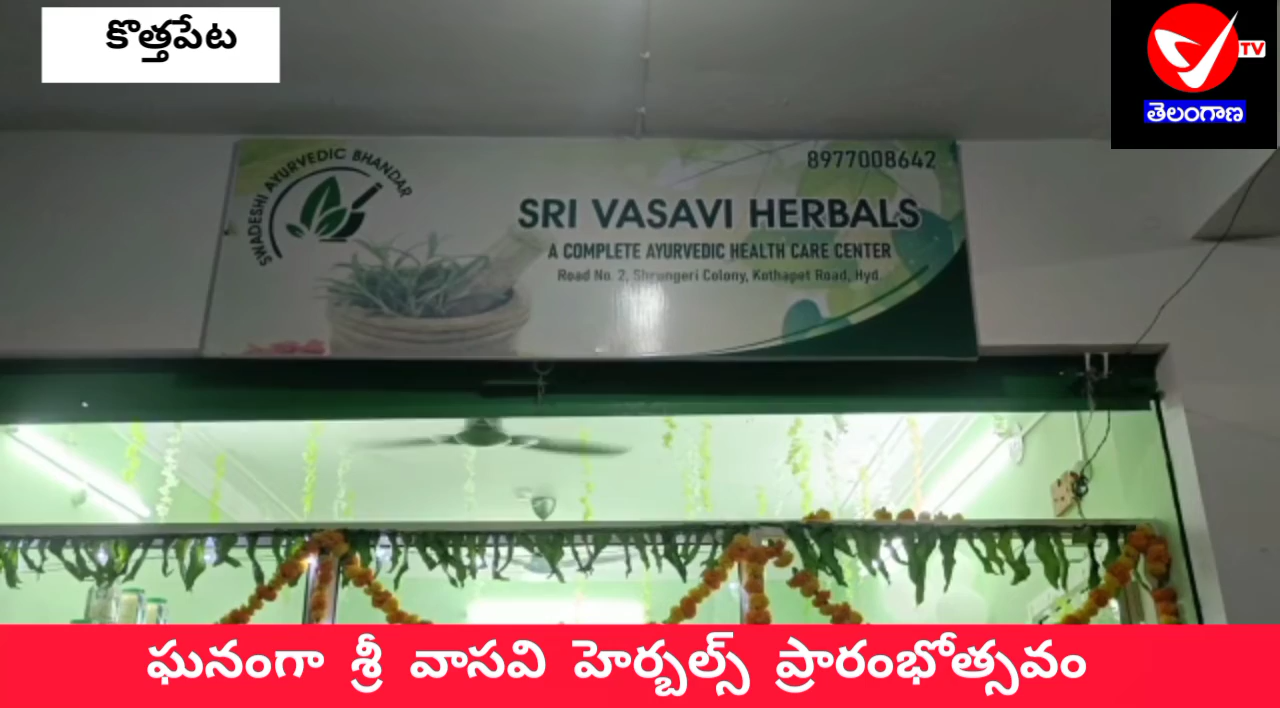 కొత్తపేట
TV
తెలంగాణ
SWADESHI AYURVEDIC BHANDAR
8977008642
SRI VASAVI HERBALS
A COMPLETE AYURVEDIC HEALTH CARE CENTER
Road No. 2, Shrungeri Colony, Kothapet Road, Hyd.
ఘనంగా శ్రీ వాసవి హెర్బల్స్ ప్రారంభోత్సవం